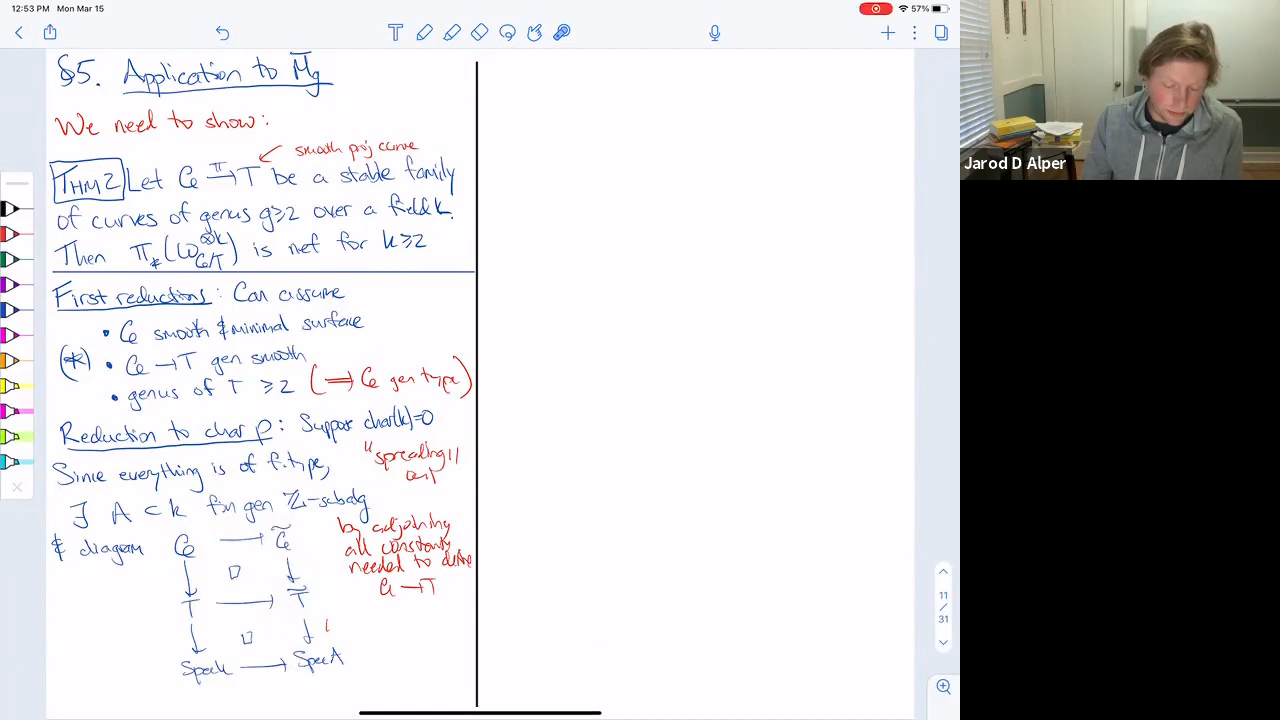 12:53 PM Mon Mar 15
57%
§5. Application to M̄g
We need to show:
smooth proj curve
THM 2 Let 𝒞 π→ T be a stable family
of curves of genus g≥2 over a field k.
Then π_*(ω_{𝒞/T}^{⊗k}) is nef for k≥2
First reductions: Can assume
• 𝒞 smooth & minimal surface
(*) • 𝒞 → T gen smooth
• genus of T ≥2 (⟹ 𝒞 gen type)
Reduction to char p: Suppose char(k)=0
Since everything is of f. type,
"spreading out"
∃ A ⊂ k fin gen ℤ-subalg
& diagram 𝒞 → 𝒞̃
by adjoining
all constants
needed to define
𝒞 → T
T → T̃
Spec k → Spec A
Jarod D Alper
11
/
31